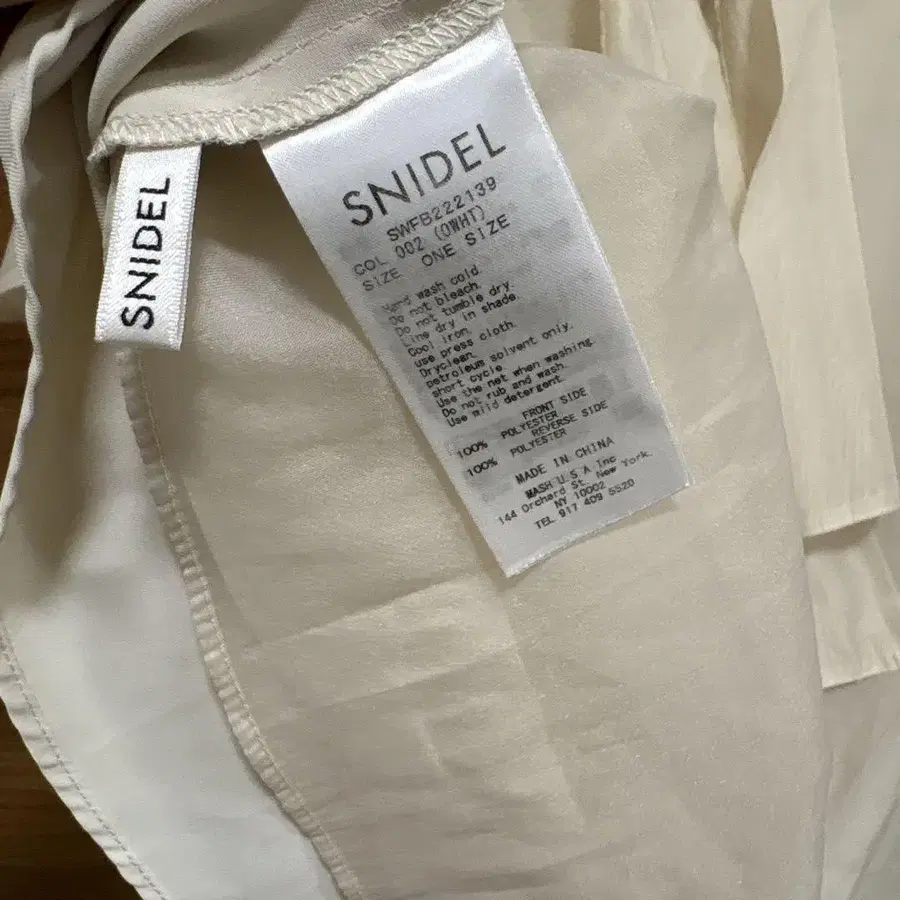 SNIDEL
SNIDEL
SWFB222139
COL 002 (OWHT)
SIZE ONE SIZE
Hand wash cold.
Do not bleach.
Do not tumble dry.
Line dry in shade.
Cool iron.
use press cloth.
Dryclean.
petroleum solvent only.
short cycle.
Use the net when washing.
Do not rub and wash.
Use mild detergent.
FRONT SIDE
100% POLYESTER
REVERSE SIDE
100% POLYESTER
MADE IN CHINA
MASH U.S.A Inc
144 Orchard St. New York.
NY 10002
TEL 917 409 5520